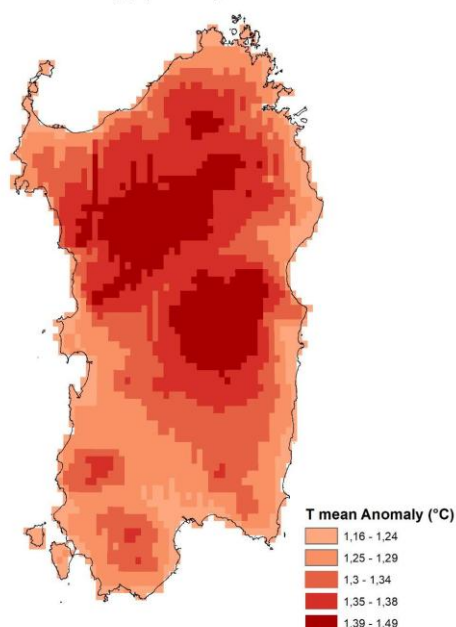 T mean Anomaly (°C)
1,16 - 1,24
1,25 - 1,29
1,3 - 1,34
1,35 - 1,38
1,39 - 1,49